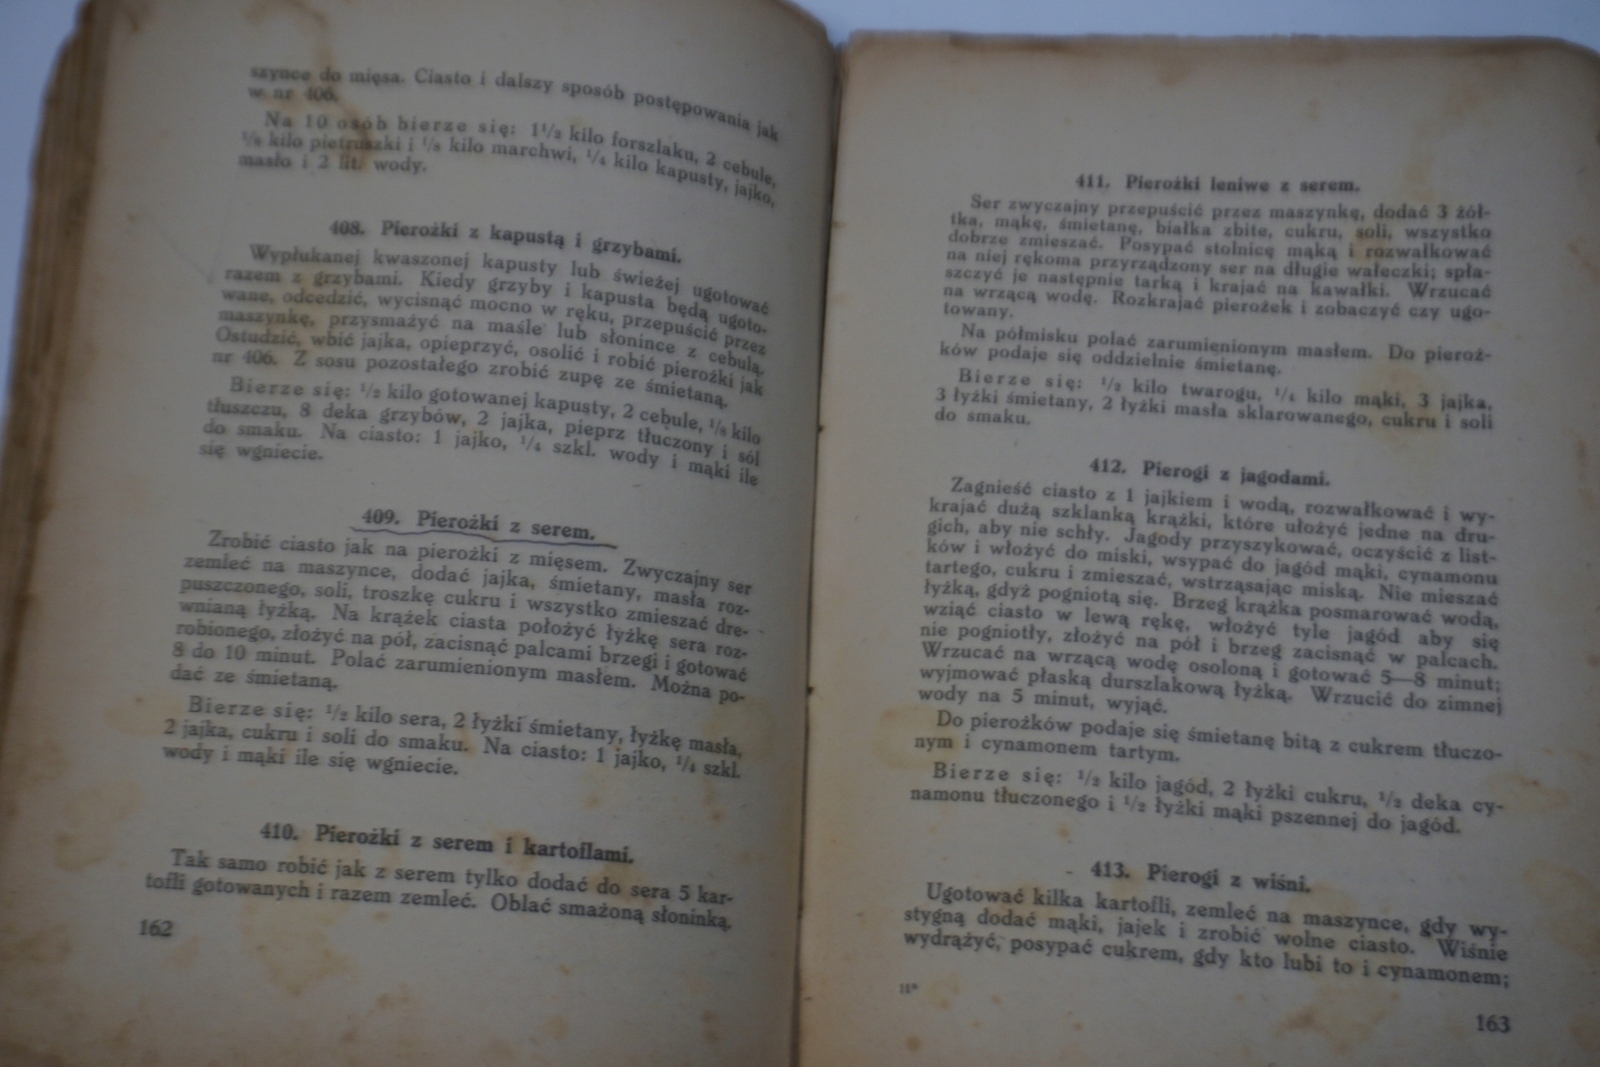 szynce do mięsa. Ciasto i dalszy sposób postępowania jak
w nr 406.
Na 10 osób bierze się: 1½ kilo forszlaku, 2 cebule,
⅛ kilo pietruszki i ⅛ kilo marchwi, ¼ kilo kapusty, jajko,
masło i 2 lit. wody.
408. Pierożki z kapustą i grzybami.
Wypłukanej kwaszonej kapusty lub świeżej ugotować
razem z grzybami. Kiedy grzyby i kapusta będą ugoto-
wane, odcedzić, wycisnąć mocno w ręku, przepuścić przez
maszynkę, przysmażyć na maśle lub słonince z cebulą.
Ostudzić, wbić jajka, opieprzyć, osolić i robić pierożki jak
nr 406. Z sosu pozostałego zrobić zupę ze śmietaną.
Bierze się: ½ kilo gotowanej kapusty, 2 cebule, ⅛ kilo
tłuszczu, 8 deka grzybów, 2 jajka, pieprz tłuczony i sól
do smaku. Na ciasto: 1 jajko, ¼ szkl. wody i mąki ile
się wgniecie.
409. Pierożki z serem.
Zrobić ciasto jak na pierożki z mięsem. Zwyczajny ser
zemleć na maszynce, dodać jajka, śmietany, masła roz-
puszczonego, soli, troszkę cukru i wszystko zmieszać dre-
wnianą łyżką. Na krążek ciasta położyć łyżkę sera roz-
robionego, złożyć na pół, zacisnąć palcami brzegi i gotować
8 do 10 minut. Polać zarumienionym masłem. Można po-
dać ze śmietaną.
Bierze się: ½ kilo sera, 2 łyżki śmietany, łyżkę masła,
2 jajka, cukru i soli do smaku. Na ciasto: 1 jajko, ¼ szkl.
wody i mąki ile się wgniecie.
410. Pierożki z serem i kartoflami.
Tak samo robić jak z serem tylko dodać do sera 5 kar-
tofli gotowanych i razem zemleć. Oblać smażoną słoninką.
162
411. Pierożki leniwe z serem.
Ser zwyczajny przepuścić przez maszynkę, dodać 3 żół-
tka, mąkę, śmietanę, białka zbite, cukru, soli, wszystko
dobrze zmieszać. Posypać stolnicę mąką i rozwałkować
na niej rękoma przyrządzony ser na długie wałeczki; spła-
szczyć je następnie tarką i krajać na kawałki. Wrzucać
na wrzącą wodę. Rozkrajać pierożek i zobaczyć czy ugo-
towany.
Na półmisku polać zarumienionym masłem. Do pieroż-
ków podaje się oddzielnie śmietanę.
Bierze się: ½ kilo twarogu, ¼ kilo mąki, 3 jajka,
3 łyżki śmietany, 2 łyżki masła sklarowanego, cukru i soli
do smaku.
412. Pierogi z jagodami.
Zagnieść ciasto z 1 jajkiem i wodą, rozwałkować i wy-
krajać dużą szklanką krążki, które ułożyć jedne na dru-
gich, aby nie schły. Jagody przyszykować, oczyścić z list-
ków i włożyć do miski, wsypać do jagód mąki, cynamonu
tartego, cukru i zmieszać, wstrząsając miską. Nie mieszać
łyżką, gdyż pogniotą się. Brzeg krążka posmarować wodą,
wziąć ciasto w lewą rękę, włożyć tyle jagód aby się
nie pogniotły, złożyć na pół i brzeg zacisnąć w palcach.
Wrzucać na wrzącą wodę osoloną i gotować 5—8 minut;
wyjmować płaską durszlakową łyżką. Wrzucić do zimnej
wody na 5 minut, wyjąć.
Do pierożków podaje się śmietanę bitą z cukrem tłuczo-
nym i cynamonem tartym.
Bierze się: ½ kilo jagód, 2 łyżki cukru, ½ deka cy-
namonu tłuczonego i ½ łyżki mąki pszennej do jagód.
413. Pierogi z wiśni.
Ugotować kilka kartofli, zemleć na maszynce, gdy wy-
stygną dodać mąki, jajek i zrobić wolne ciasto. Wiśnie
wydrążyć, posypać cukrem, gdy kto lubi to i cynamonem;
11*
163